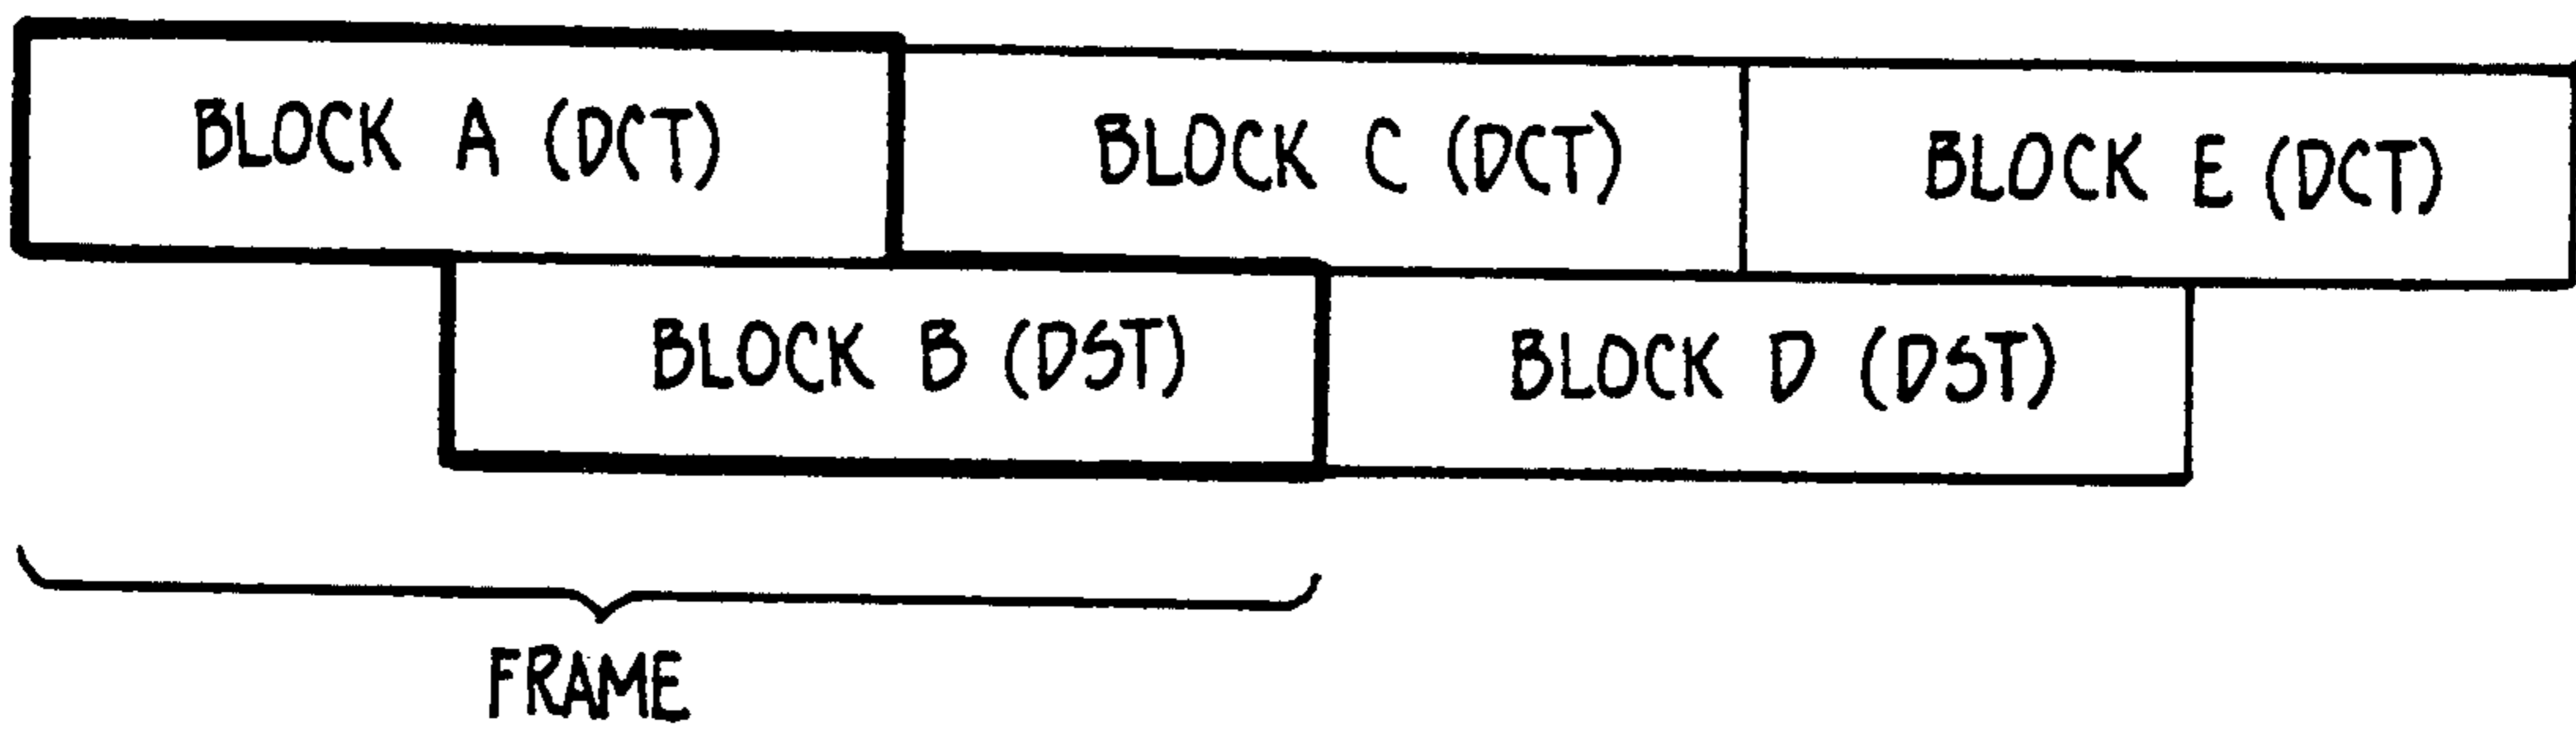 BLOCK A (DCT) BLOCK C (DCT) BLOCK E (DCT)
BLOCK B (DST) BLOCK D (DST)
FRAME